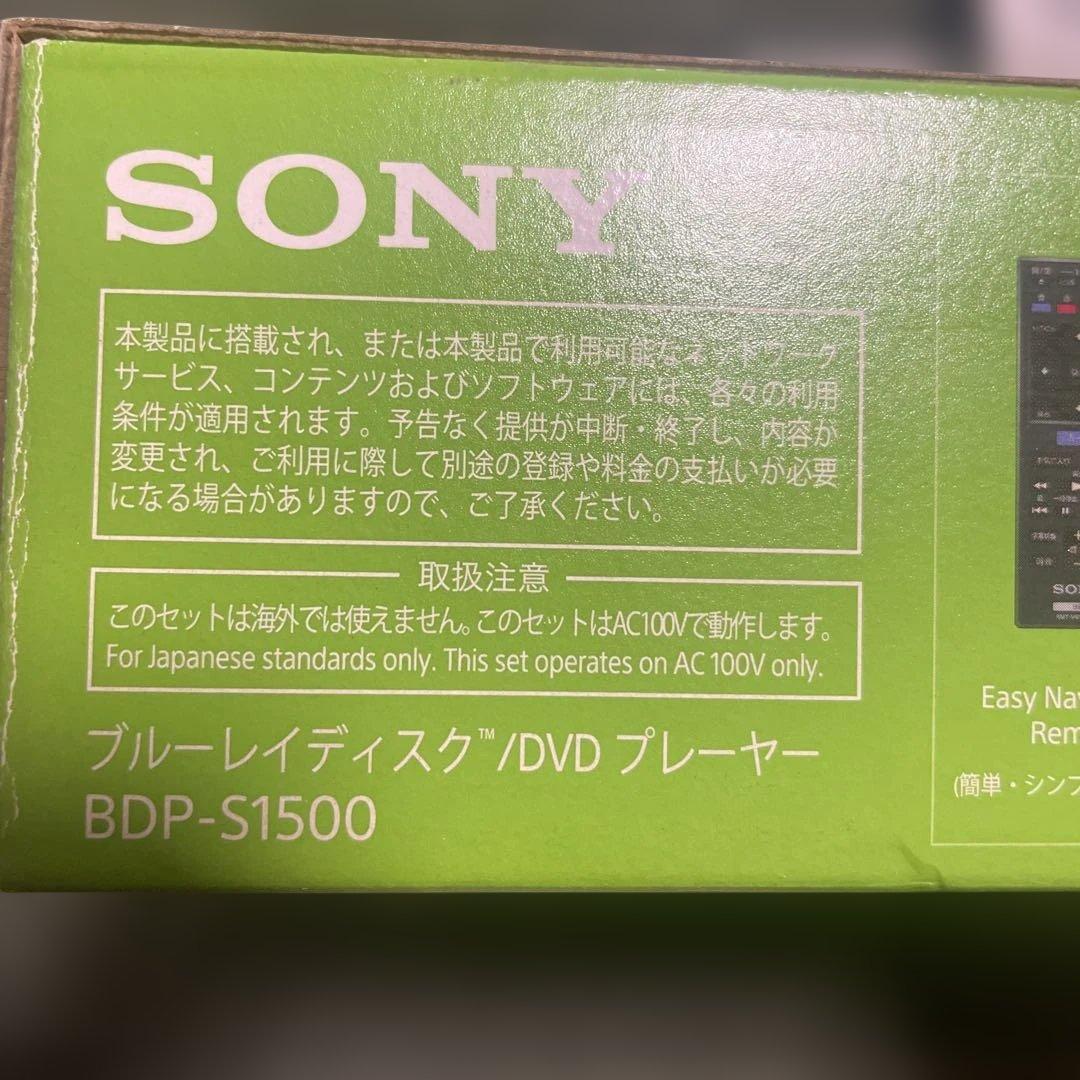 SONY
本製品に搭載され、または本製品で利用可能なネットワーク
サービス、コンテンツおよびソフトウェアには、各々の利用
条件が適用されます。予告なく提供が中断・終了し、内容が
変更され、ご利用に際して別途の登録や料金の支払いが必要
になる場合がありますので、ご了承ください。
取扱注意
このセットは海外では使えません。このセットはAC100Vで動作します。
For Japanese standards only. This set operates on AC 100V only.
ブルーレイディスク™/DVD プレーヤー
BDP-S1500
Easy Na
Rem
(簡単・シンプ